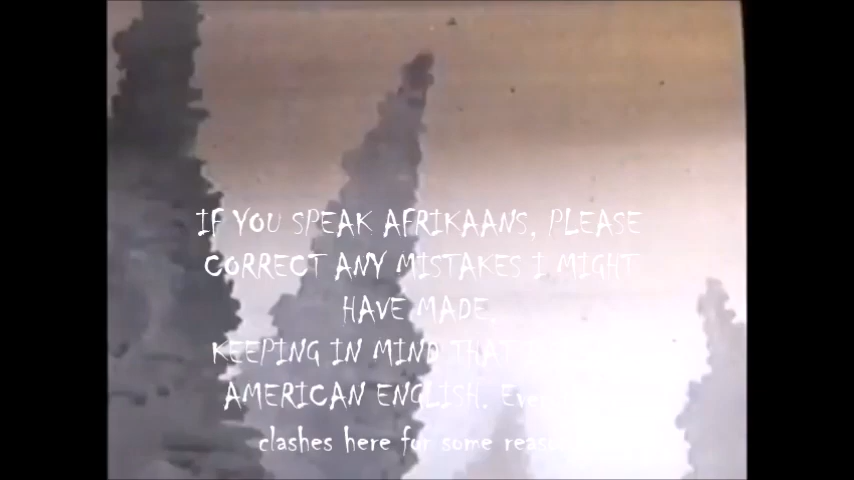 IF YOU SPEAK AFRIKAANS, PLEASE
CORRECT ANY MISTAKES I MIGHT
HAVE MADE,
KEEPING IN MIND THAT I
AMERICAN ENGLISH.
clashes here for some reason